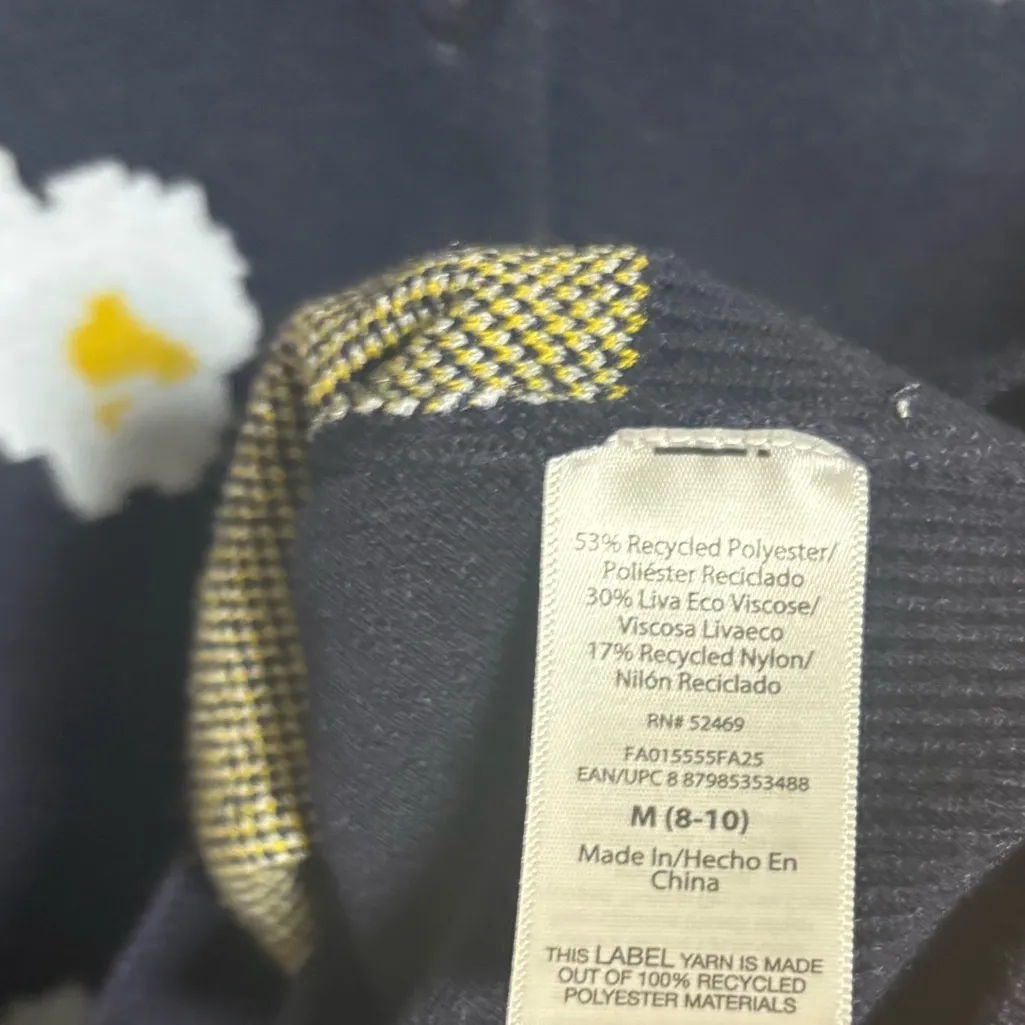 53% Recycled Polyester/
Poliéster Reciclado
30% Liva Eco Viscose/
Viscosa Livaeco
17% Recycled Nylon/
Nilón Reciclado
RN# 52469
FA015555FA25
EAN/UPC 8 87985353488
M (8-10)
Made In/Hecho En
China
THIS LABEL YARN IS MADE
OUT OF 100% RECYCLED
POLYESTER MATERIALS